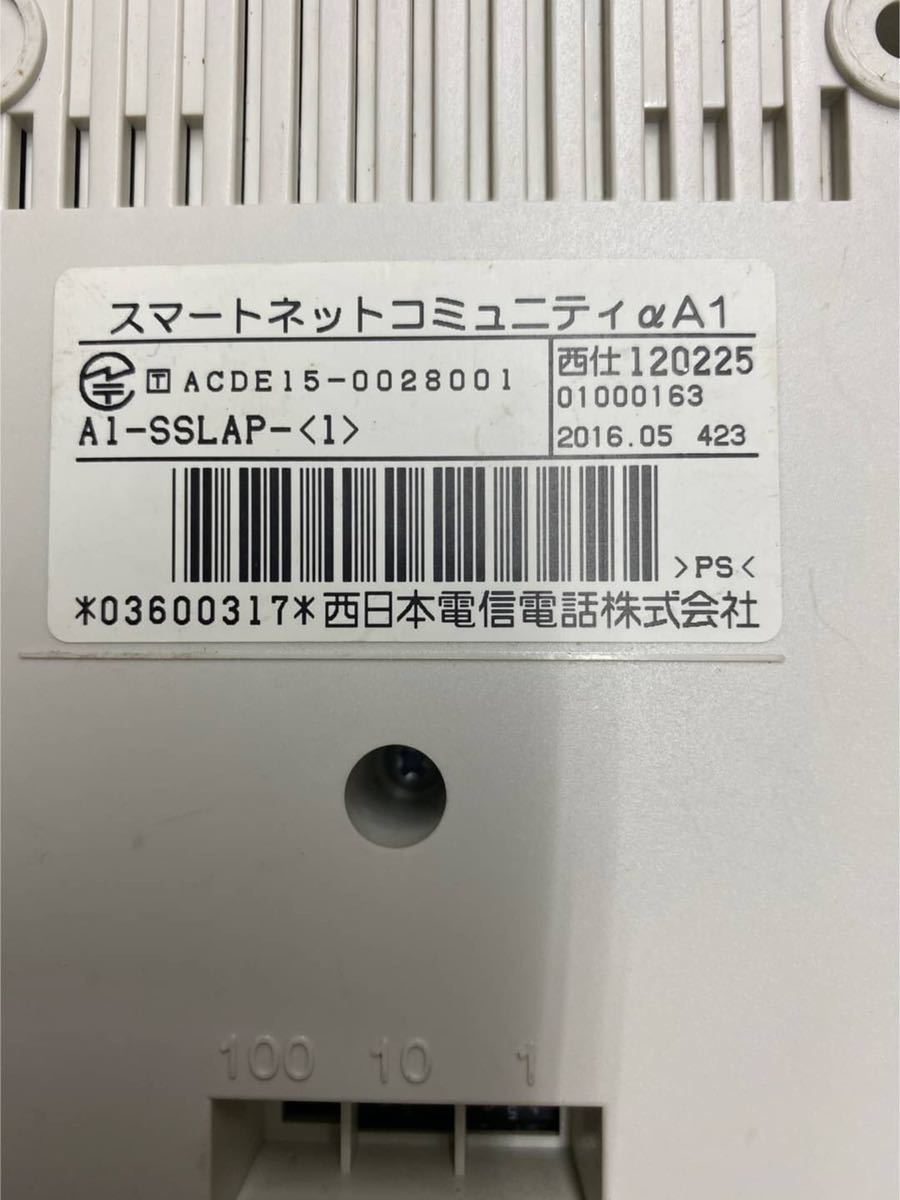 スマートネットコミュニティαA1
T ACDE15-0028001
A1-SSLAP-<1>
西仕120225
01000163
2016.05 423
>PS<
*03600317*西日本電信電話株式会社
100 10 1